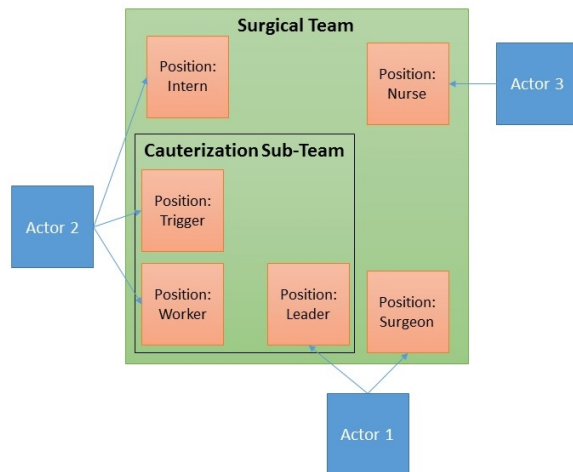 Surgical Team
Position:
Intern
Position:
Nurse
Actor 3
Cauterization Sub-Team
Position:
Trigger
Actor 2
Position:
Worker
Position:
Leader
Position:
Surgeon
Actor 1